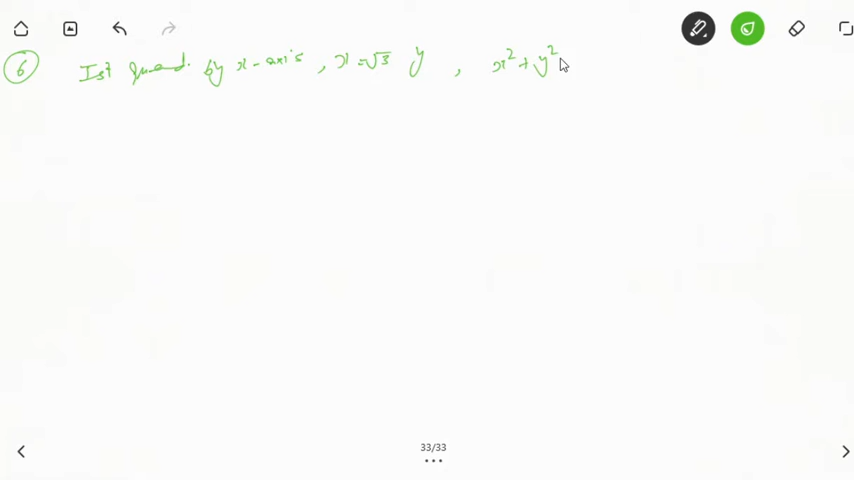 6 Ist quad. by x-axis, x=√3 y, x²+y²
33/33